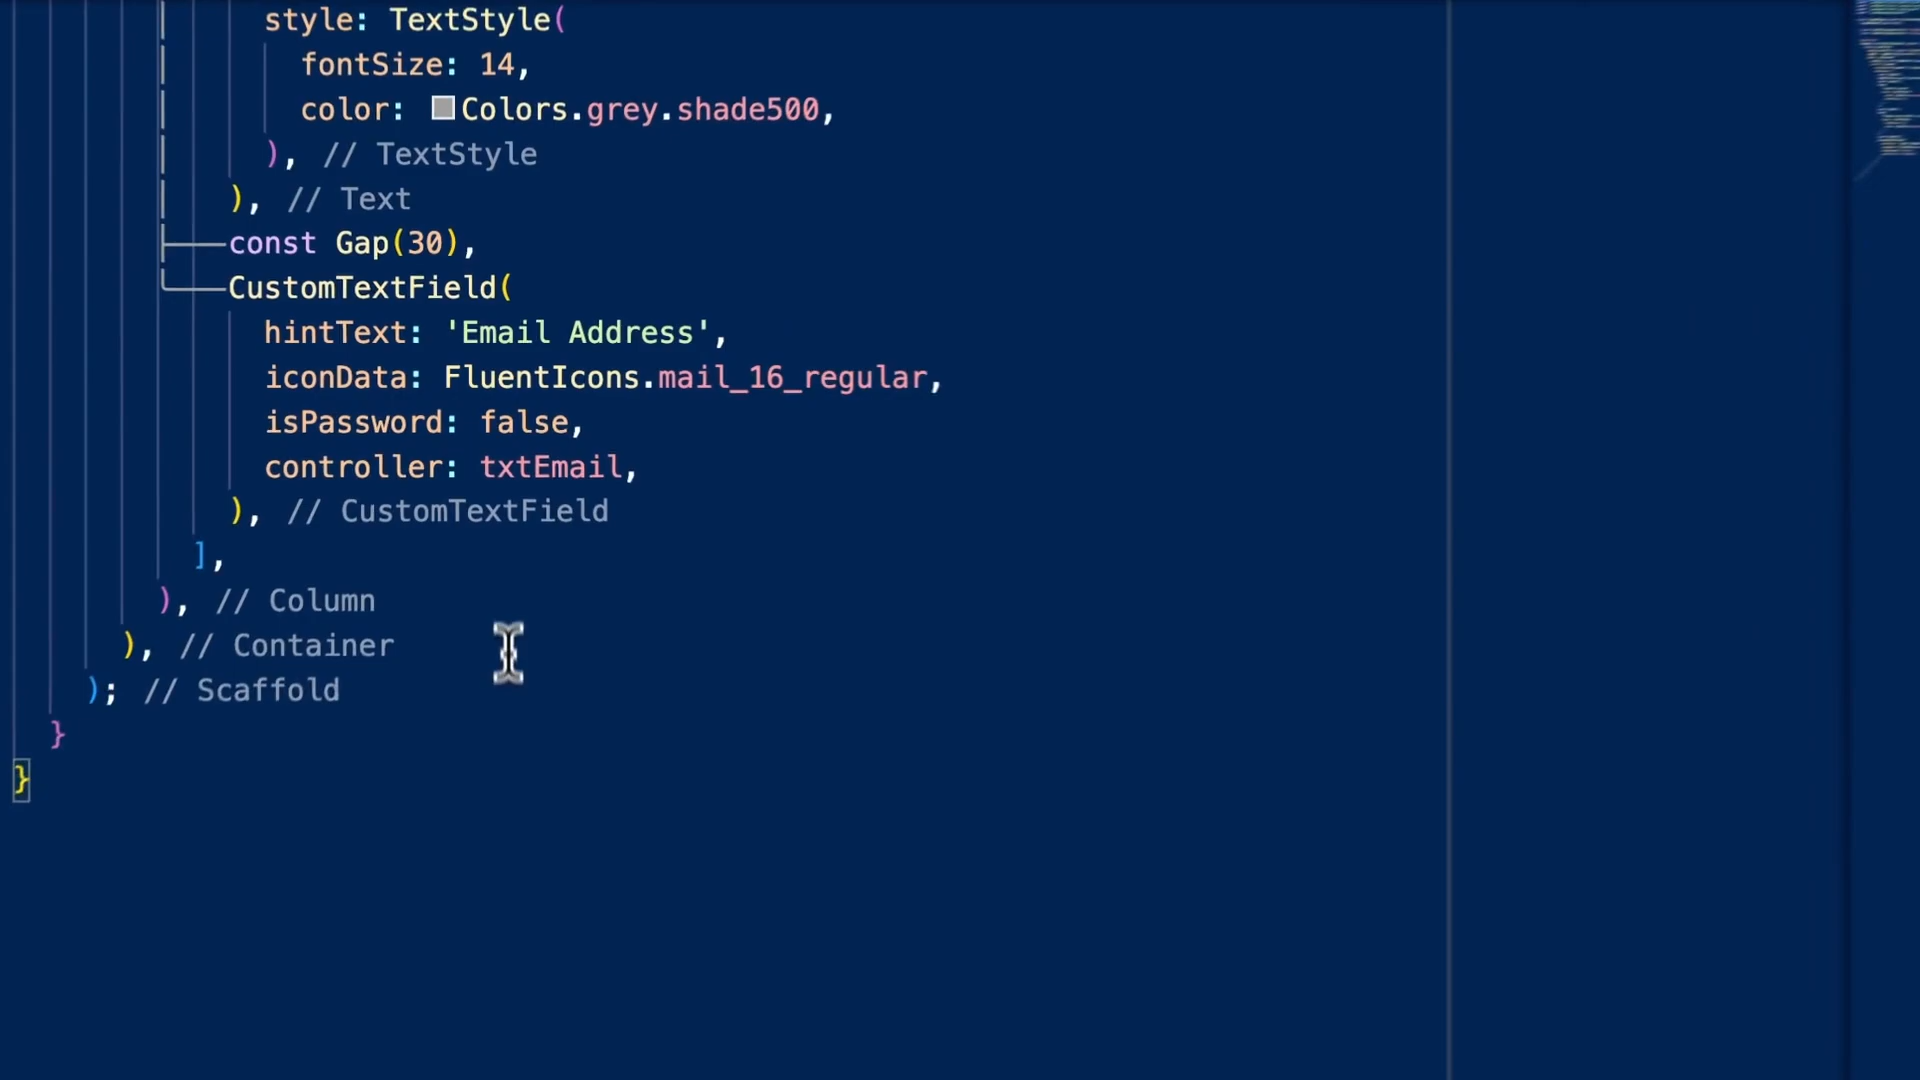 style: TextStyle(
fontSize: 14,
color: Colors.grey.shade500,
), // TextStyle
), // Text
const Gap(30),
CustomTextField(
hintText: 'Email Address',
iconData: FluentIcons.mail_16_regular,
isPassword: false,
controller: txtEmail,
), // CustomTextField
],
), // Column
), // Container
); // Scaffold
}
}